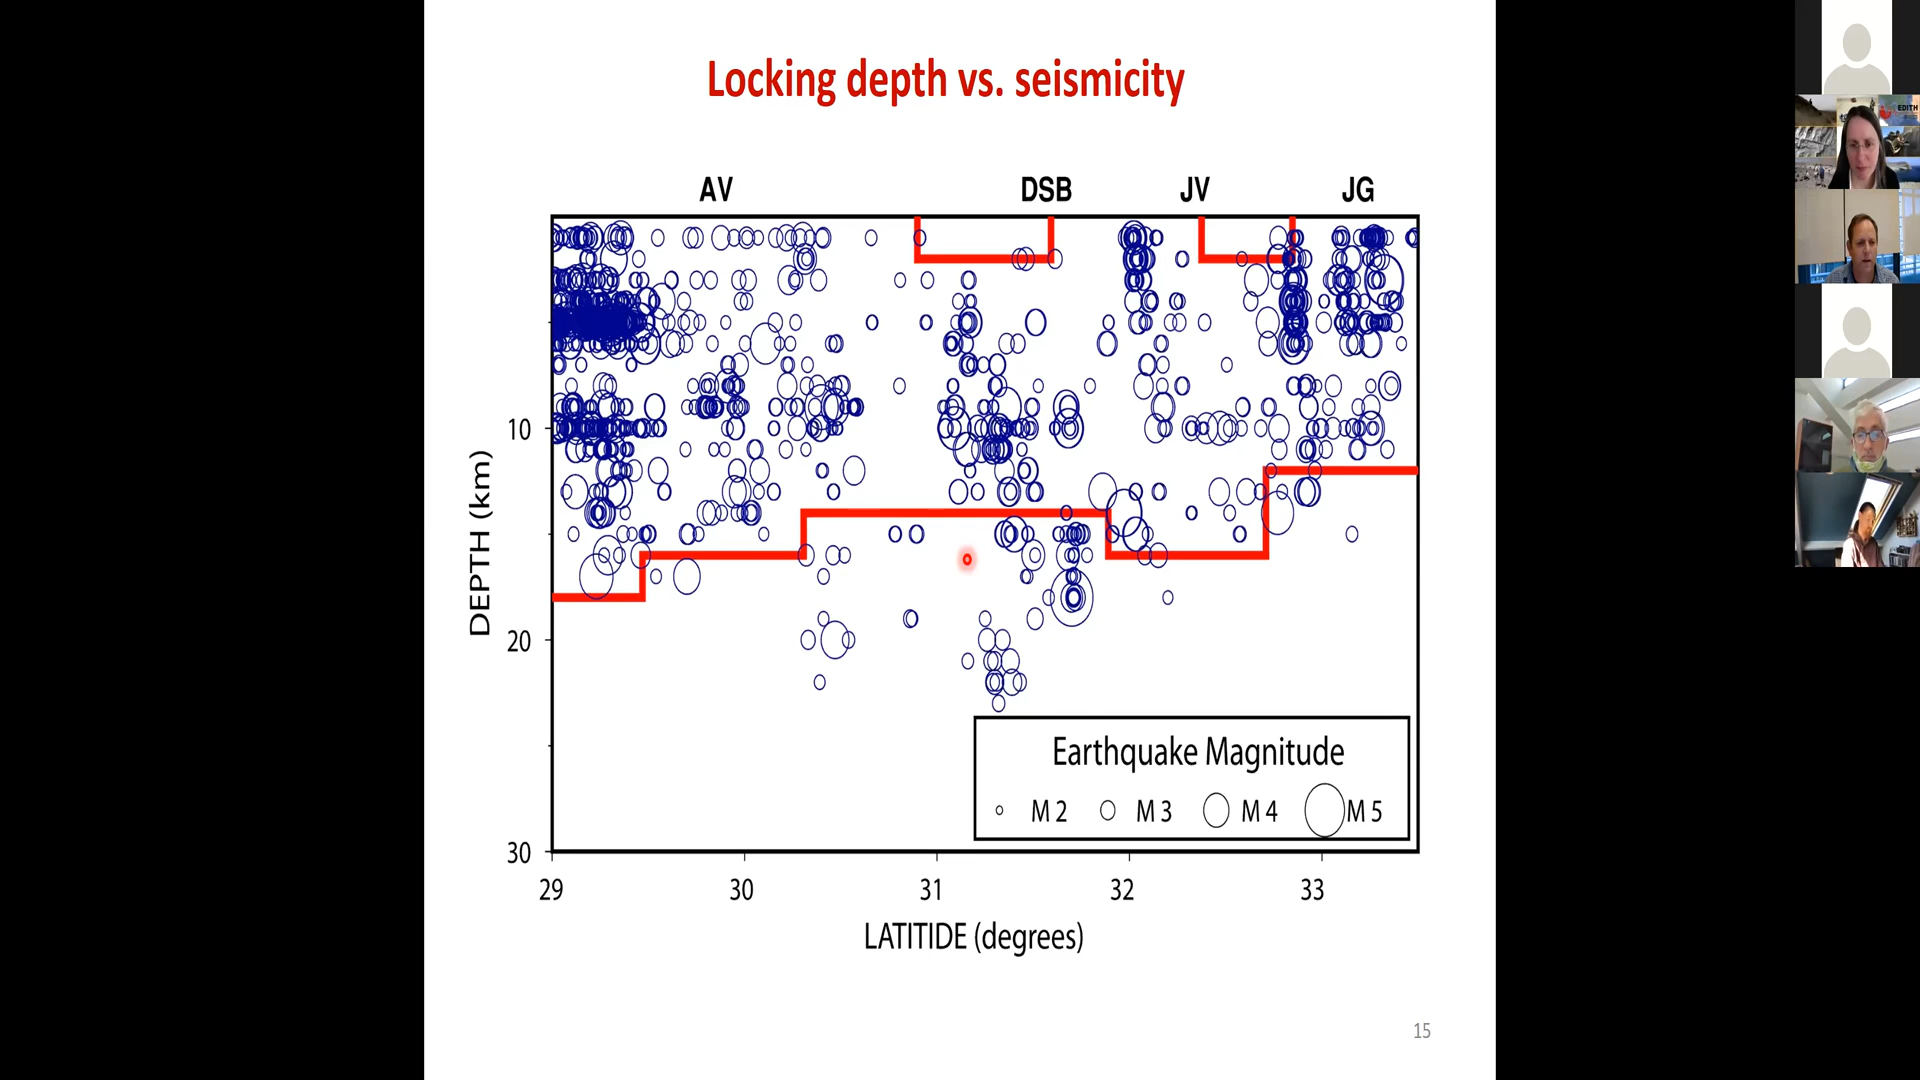 Locking depth vs. seismicity
AV DSB JV JG
DEPTH (km)
10
20
30
29 30 31 32 33
LATITIDE (degrees)
Earthquake Magnitude
M 2 M 3 M 4 M 5
15
EDITH